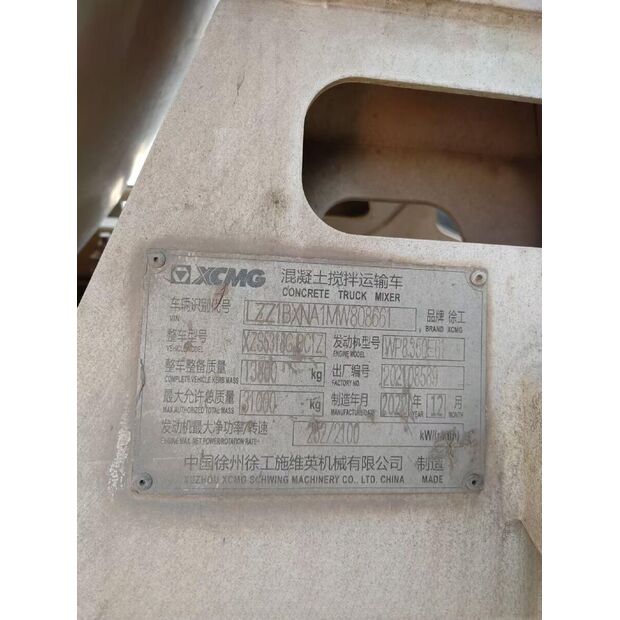 XCMG 混凝土搅拌运输车
CONCRETE TRUCK MIXER
车辆识别代号 LZZ1BXNA1MW808661 品牌 徐工
VIN BRAND XCMG
整车型号 发动机型号
VEHICLE MODEL ENGINE MODEL
整车整备质量 kg 出厂编号
COMPLETE VEHICLE KERB MASS FACTORY NO.
最大允许总质量 31000 kg 制造年月 2020 年 12 月
MAX AUTHORIZED TOTAL MASS MANUFACTURE DATE YEAR MONTH
发动机最大净功率/转速 252/2100 kW/(r/min)
ENGINE MAX. NET POWER/ROTATION RATE
中国徐州徐工施维英机械有限公司 制造
XUZHOU XCMG SCHWING MACHINERY CO., LTD. CHINA MADE